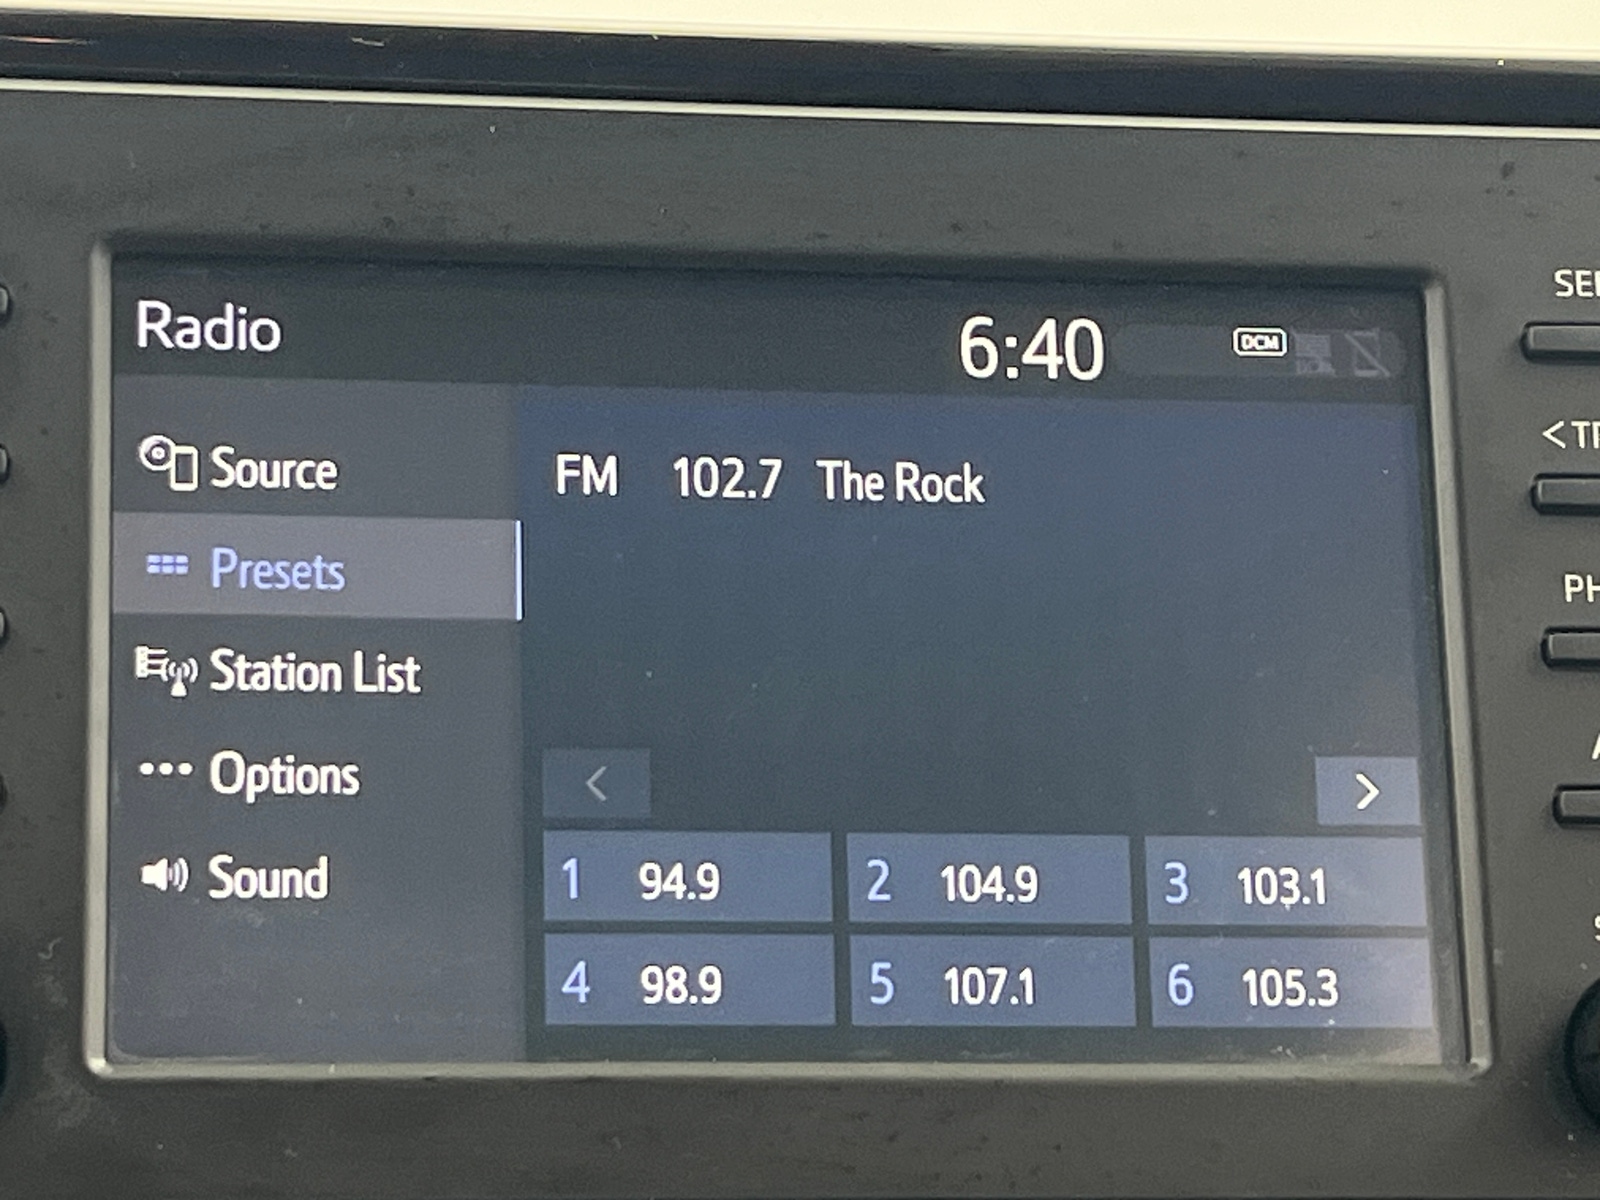 Radio
6:40
DCM
Source
FM 102.7 The Rock
Presets
Station List
Options
Sound
<
>
1 94.9
2 104.9
3 103.1
4 98.9
5 107.1
6 105.3